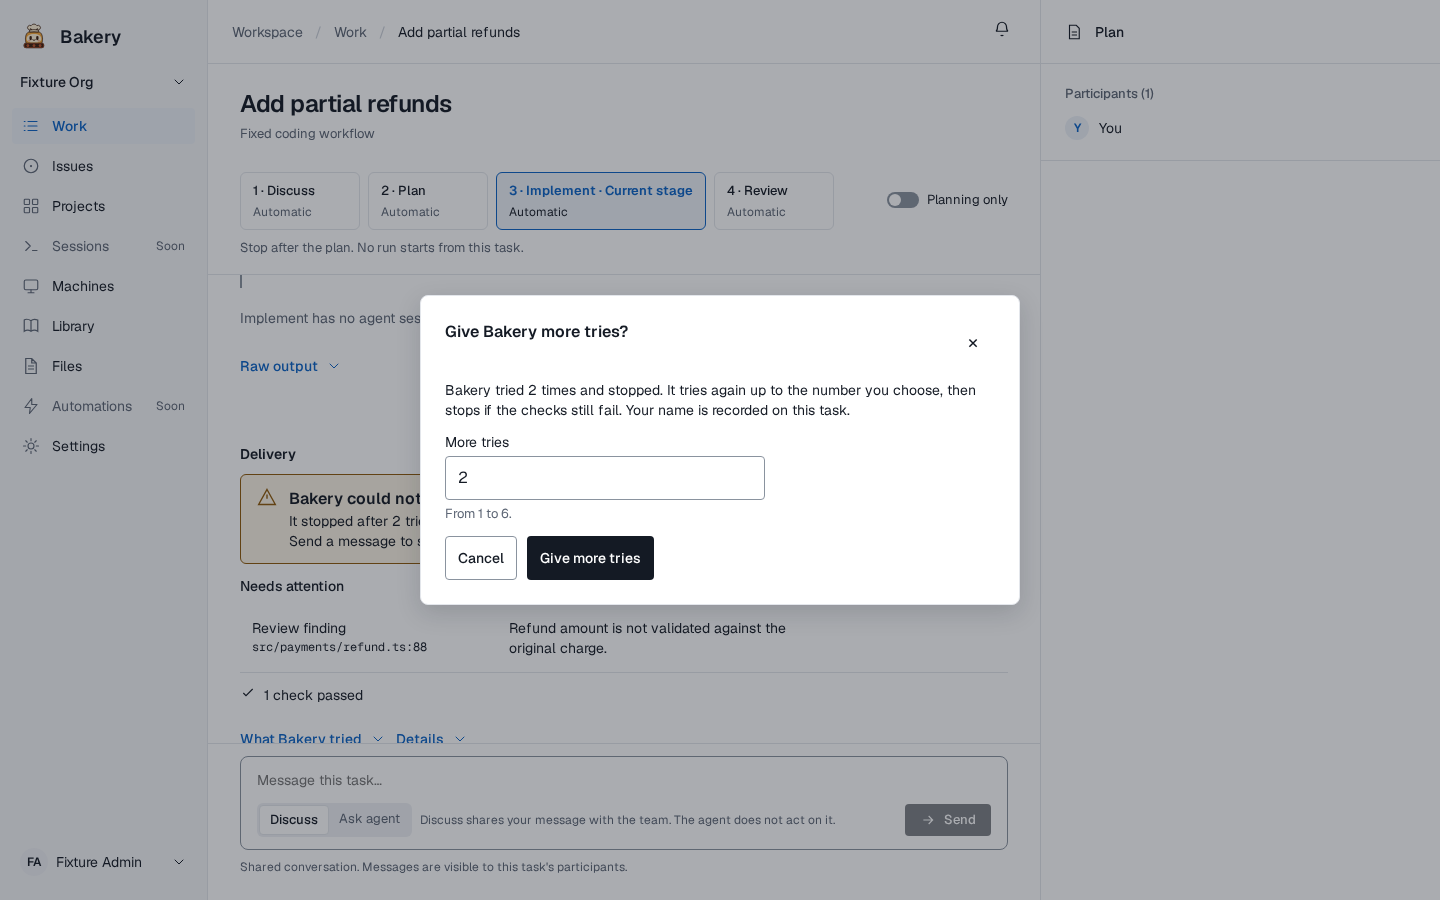 Bakery
Fixture Org
Work
Issues
Projects
Sessions Soon
Machines
Library
Files
Automations Soon
Settings
FA Fixture Admin
Workspace / Work / Add partial refunds
Add partial refunds
Fixed coding workflow
1 · Discuss
Automatic
2 · Plan
Automatic
3 · Implement · Current stage
Automatic
4 · Review
Automatic
Planning only
Stop after the plan. No run starts from this task.
Implement has no agent
Raw output
Delivery
Bakery could not
It stopped after 2
Send a message to
Needs attention
Review finding
src/payments/refund.ts:88
Refund amount is not validated against the
original charge.
1 check passed
What Bakery tried
Details
Give Bakery more tries?
Bakery tried 2 times and stopped. It tries again up to the number you choose, then
stops if the checks still fail. Your name is recorded on this task.
More tries
2
From 1 to 6.
Cancel
Give more tries
Message this task...
Discuss
Ask agent
Discuss shares your message with the team. The agent does not act on it.
Send
Shared conversation. Messages are visible to this task's participants.
Plan
Participants (1)
Y You